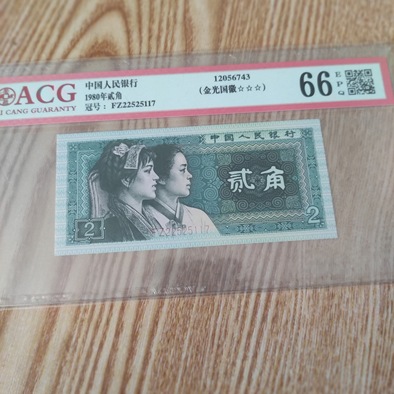 ACG
CANG GUARANTY
中国人民银行
1980年贰角
冠号：FZ22525117
12056743
(金光国徽☆☆☆)
66 EPQ
中国人民银行
贰角
2
2
FZ22525117